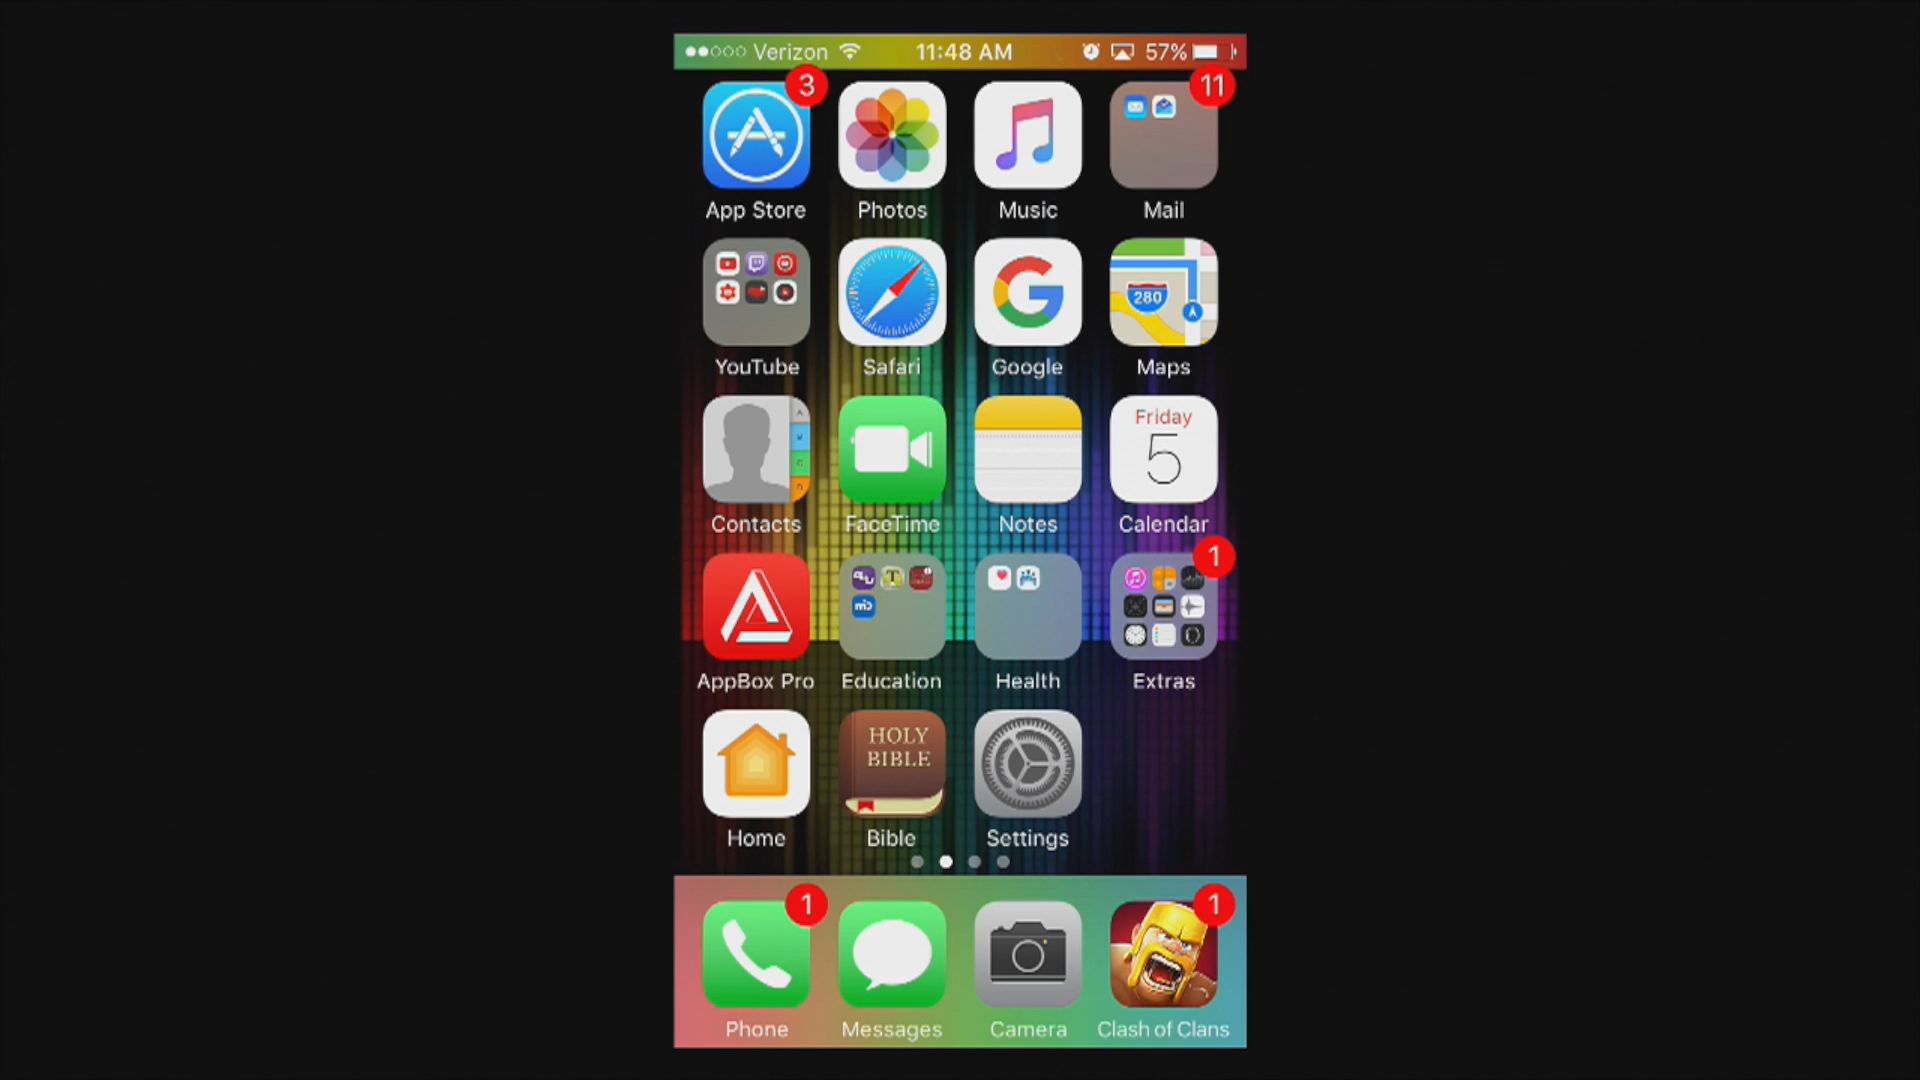 Verizon 11:48 AM 57%
3 11
App Store Photos Music Mail
280
YouTube Safari Google Maps
Friday
5
Contacts FaceTime Notes Calendar
1
AppBox Pro Education Health Extras
HOLY
BIBLE
Home Bible Settings
1 1
Phone Messages Camera Clash of Clans